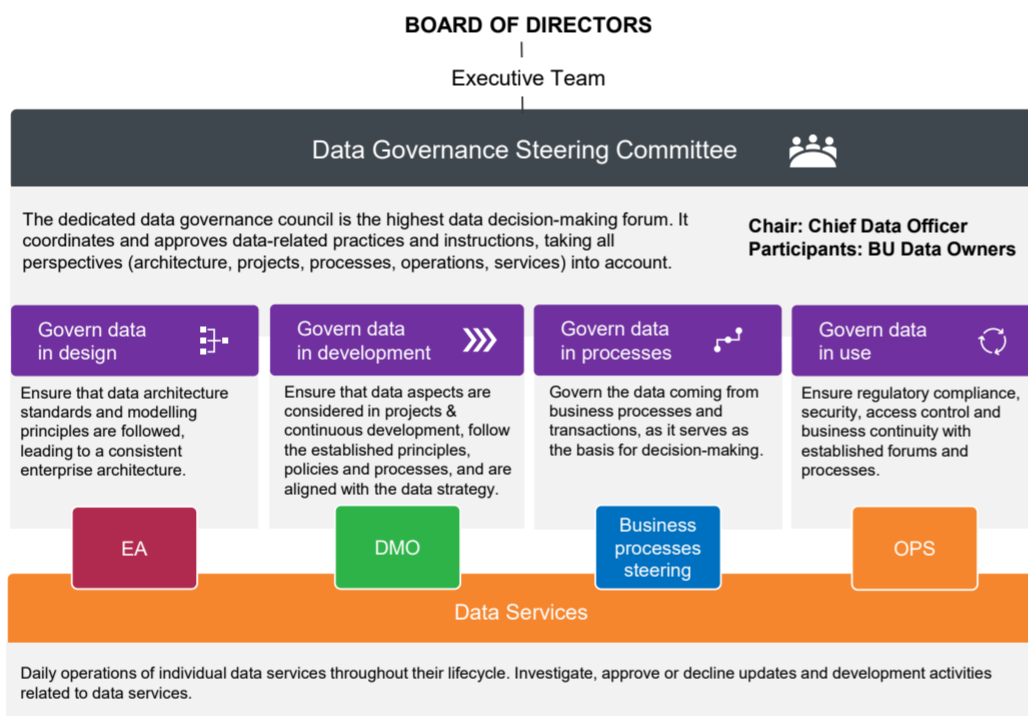 BOARD OF DIRECTORS
Executive Team
Data Governance Steering Committee
The dedicated data governance council is the highest data decision-making forum. It
coordinates and approves data-related practices and instructions, taking all
perspectives (architecture, projects, processes, operations, services) into account.
Chair: Chief Data Officer
Participants: BU Data Owners
Govern data
in design
Ensure that data architecture
standards and modelling
principles are followed,
leading to a consistent
enterprise architecture.
EA
Govern data
in development
Ensure that data aspects are
considered in projects &
continuous development, follow
the established principles,
policies and processes, and are
aligned with the data strategy.
DMO
Govern data
in processes
Govern the data coming from
business processes and
transactions, as it serves as
the basis for decision-making.
Business
processes
steering
Govern data
in use
Ensure regulatory compliance,
security, access control and
business continuity with
established forums and
processes.
OPS
Data Services
Daily operations of individual data services throughout their lifecycle. Investigate, approve or decline updates and development activities
related to data services.